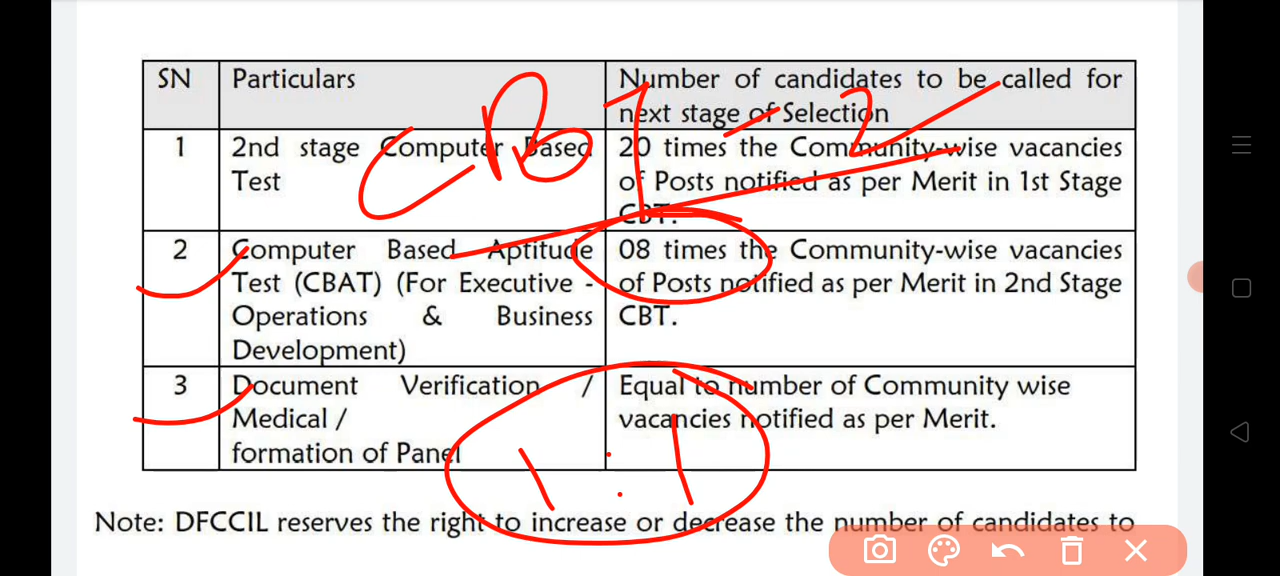 SN Particulars Number of candidates to be called for
next stage of Selection
1 2nd stage Computer Based
Test
20 times the Community-wise vacancies
of Posts notified as per Merit in 1st Stage
CBT.
2 Computer Based Aptitude
Test (CBAT) (For Executive -
Operations & Business
Development)
08 times the Community-wise vacancies
of Posts notified as per Merit in 2nd Stage
CBT.
3 Document Verification /
Medical /
formation of Panel
Equal to number of Community wise
vacancies notified as per Merit.
CBT-2
1:1
Note: DFCCIL reserves the right to increase or decrease the number of candidates to